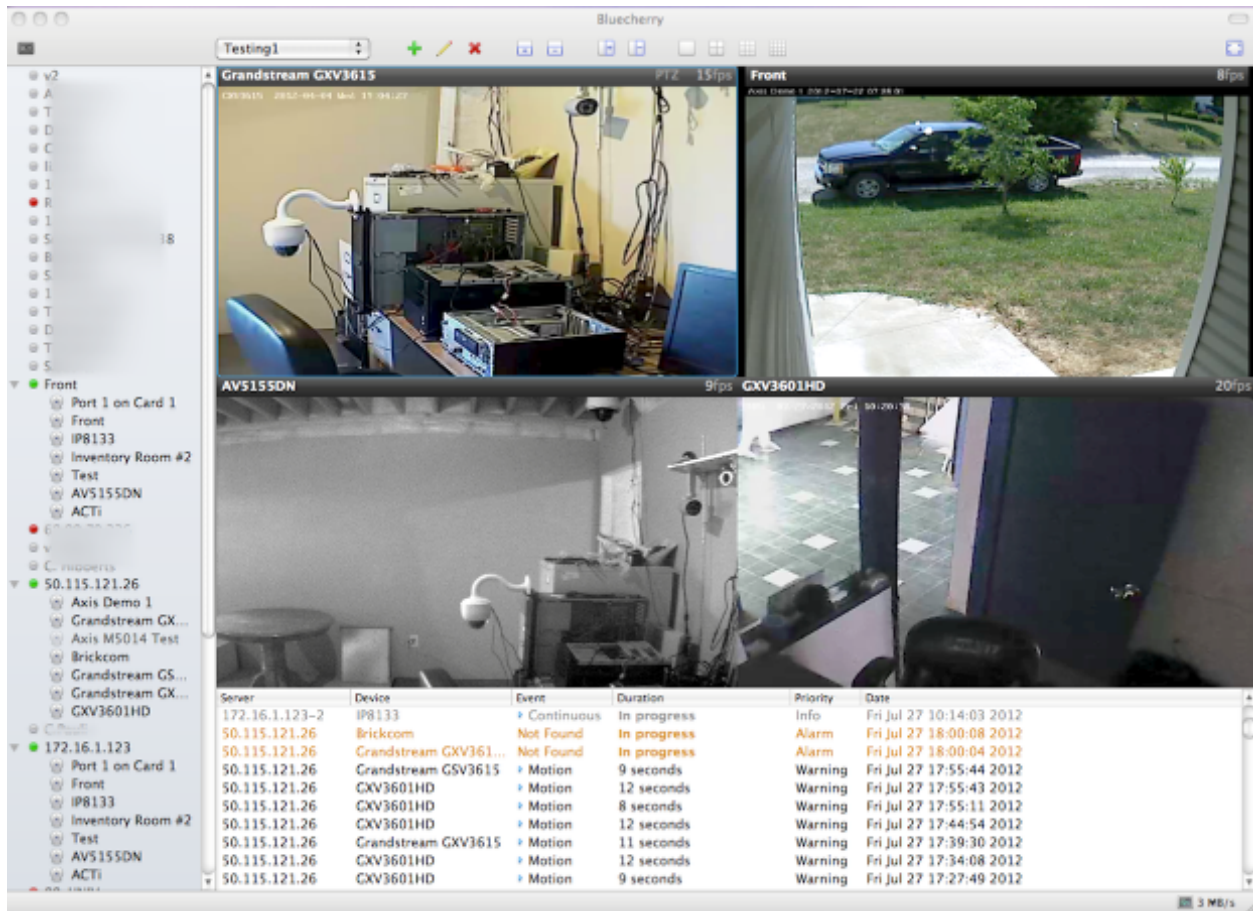 Bluecherry
Testing1
v2
A
T
D
C
li
1
R
1
S 38
B
S
1
T
D
T
S
Front
Port 1 on Card 1
Front
IP8133
Inventory Room #2
Test
AV5155DN
ACTi
v
C. Hibberts
50.115.121.26
Axis Demo 1
Grandstream GX...
Axis M5014 Test
Brickcom
Grandstream GS...
Grandstream GX...
GXV3601HD
172.16.1.123
Port 1 on Card 1
Front
IP8133
Inventory Room #2
Test
AV5155DN
ACTi
Grandstream GXV3615 PTZ 15fps
Front 8fps
Axis Demo 1 2012-07-27
AV5155DN 9fps
GXV3601HD 20fps
Server Device Event Duration Priority Date
172.16.1.123-2 IP8133 Continuous In progress Info Fri Jul 27 10:14:03 2012
50.115.121.26 Brickcom Not Found In progress Alarm Fri Jul 27 18:00:08 2012
50.115.121.26 Grandstream GXV361... Not Found In progress Alarm Fri Jul 27 18:00:04 2012
50.115.121.26 Grandstream GSV3615 Motion 9 seconds Warning Fri Jul 27 17:55:44 2012
50.115.121.26 GXV3601HD Motion 12 seconds Warning Fri Jul 27 17:55:43 2012
50.115.121.26 GXV3601HD Motion 8 seconds Warning Fri Jul 27 17:55:11 2012
50.115.121.26 GXV3601HD Motion 12 seconds Warning Fri Jul 27 17:44:54 2012
50.115.121.26 Grandstream GXV3615 Motion 11 seconds Warning Fri Jul 27 17:39:30 2012
50.115.121.26 GXV3601HD Motion 12 seconds Warning Fri Jul 27 17:34:08 2012
50.115.121.26 GXV3601HD Motion 9 seconds Warning Fri Jul 27 17:27:49 2012
3 MB/s